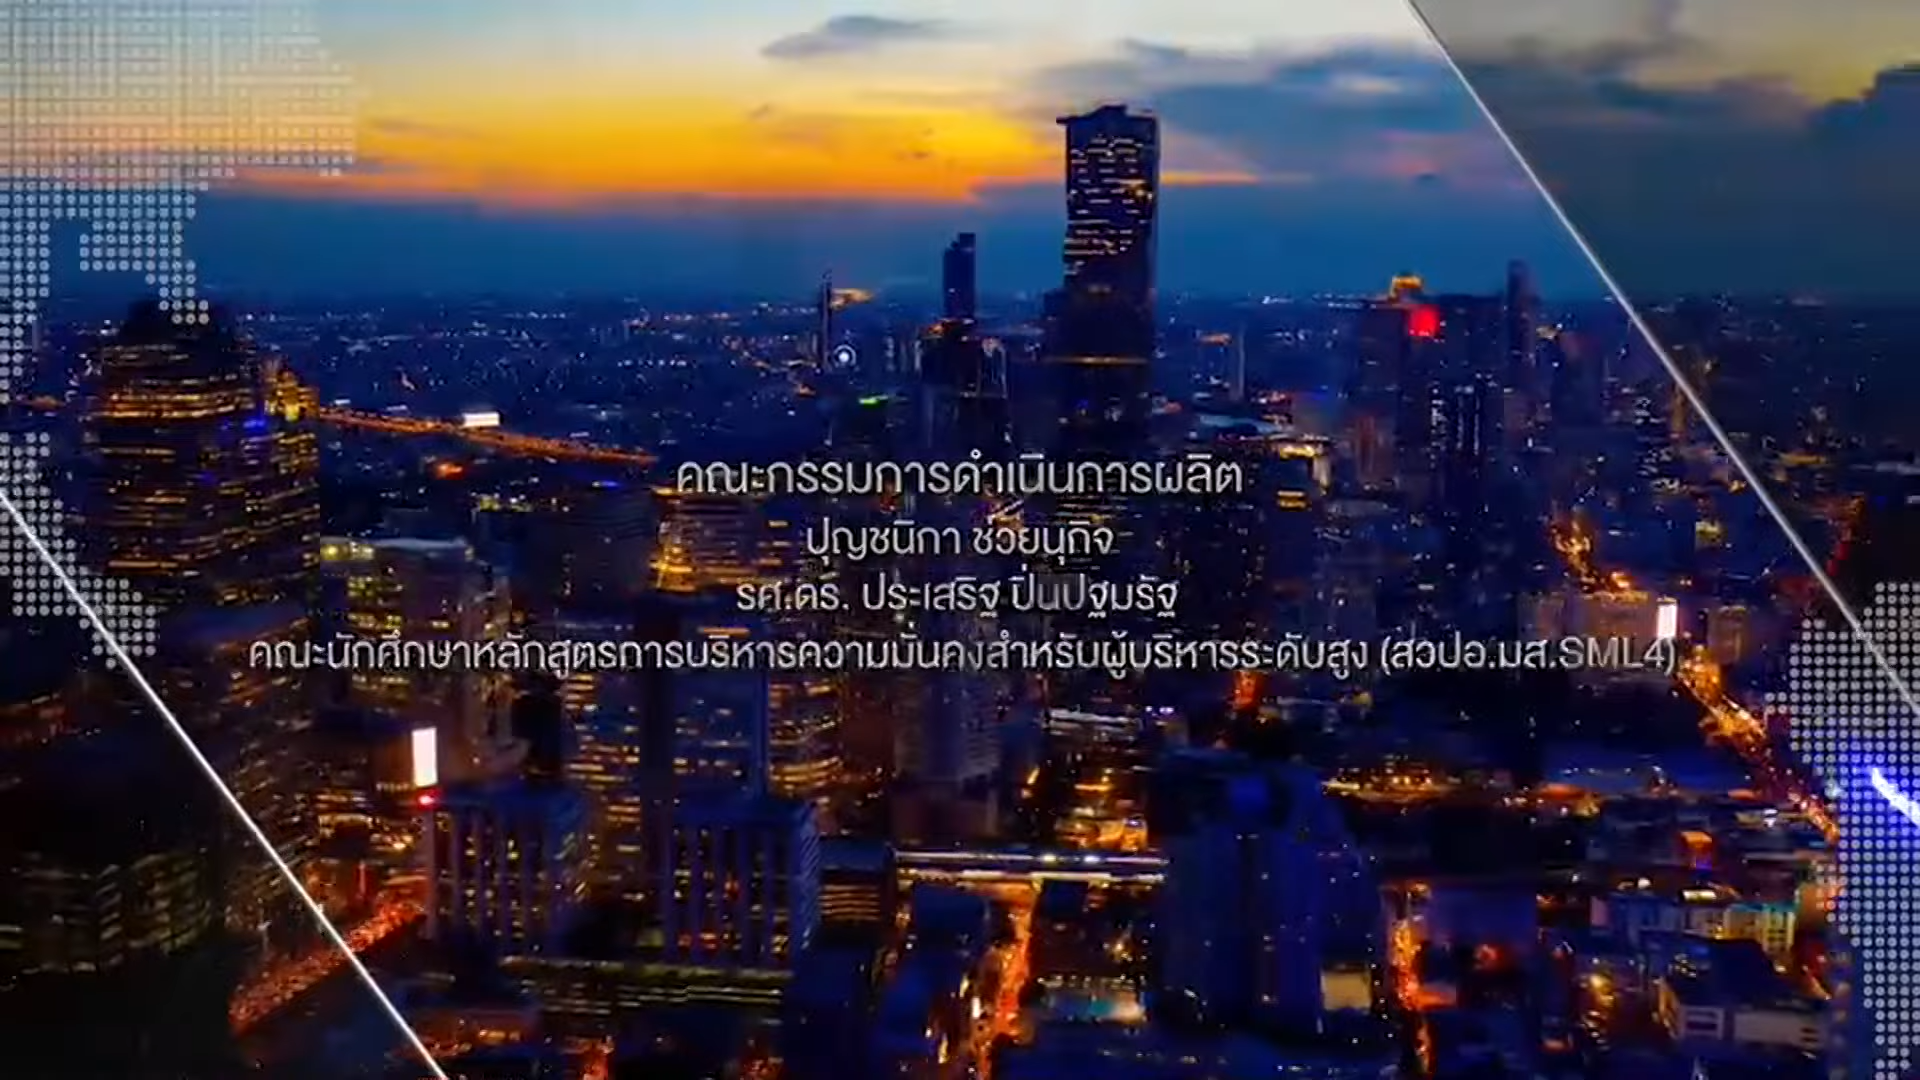 คณะกรรมการดำเนินการผลิต
ปุญชนิกา ช่วยนุกิจ
รศ.ดร. ประเสริฐ ปิ่นปฐมรัฐ
คณะนักศึกษาหลักสูตรการบริหารความมั่นคงสำหรับผู้บริหารระดับสูง (สวปอ.มส.SML4)